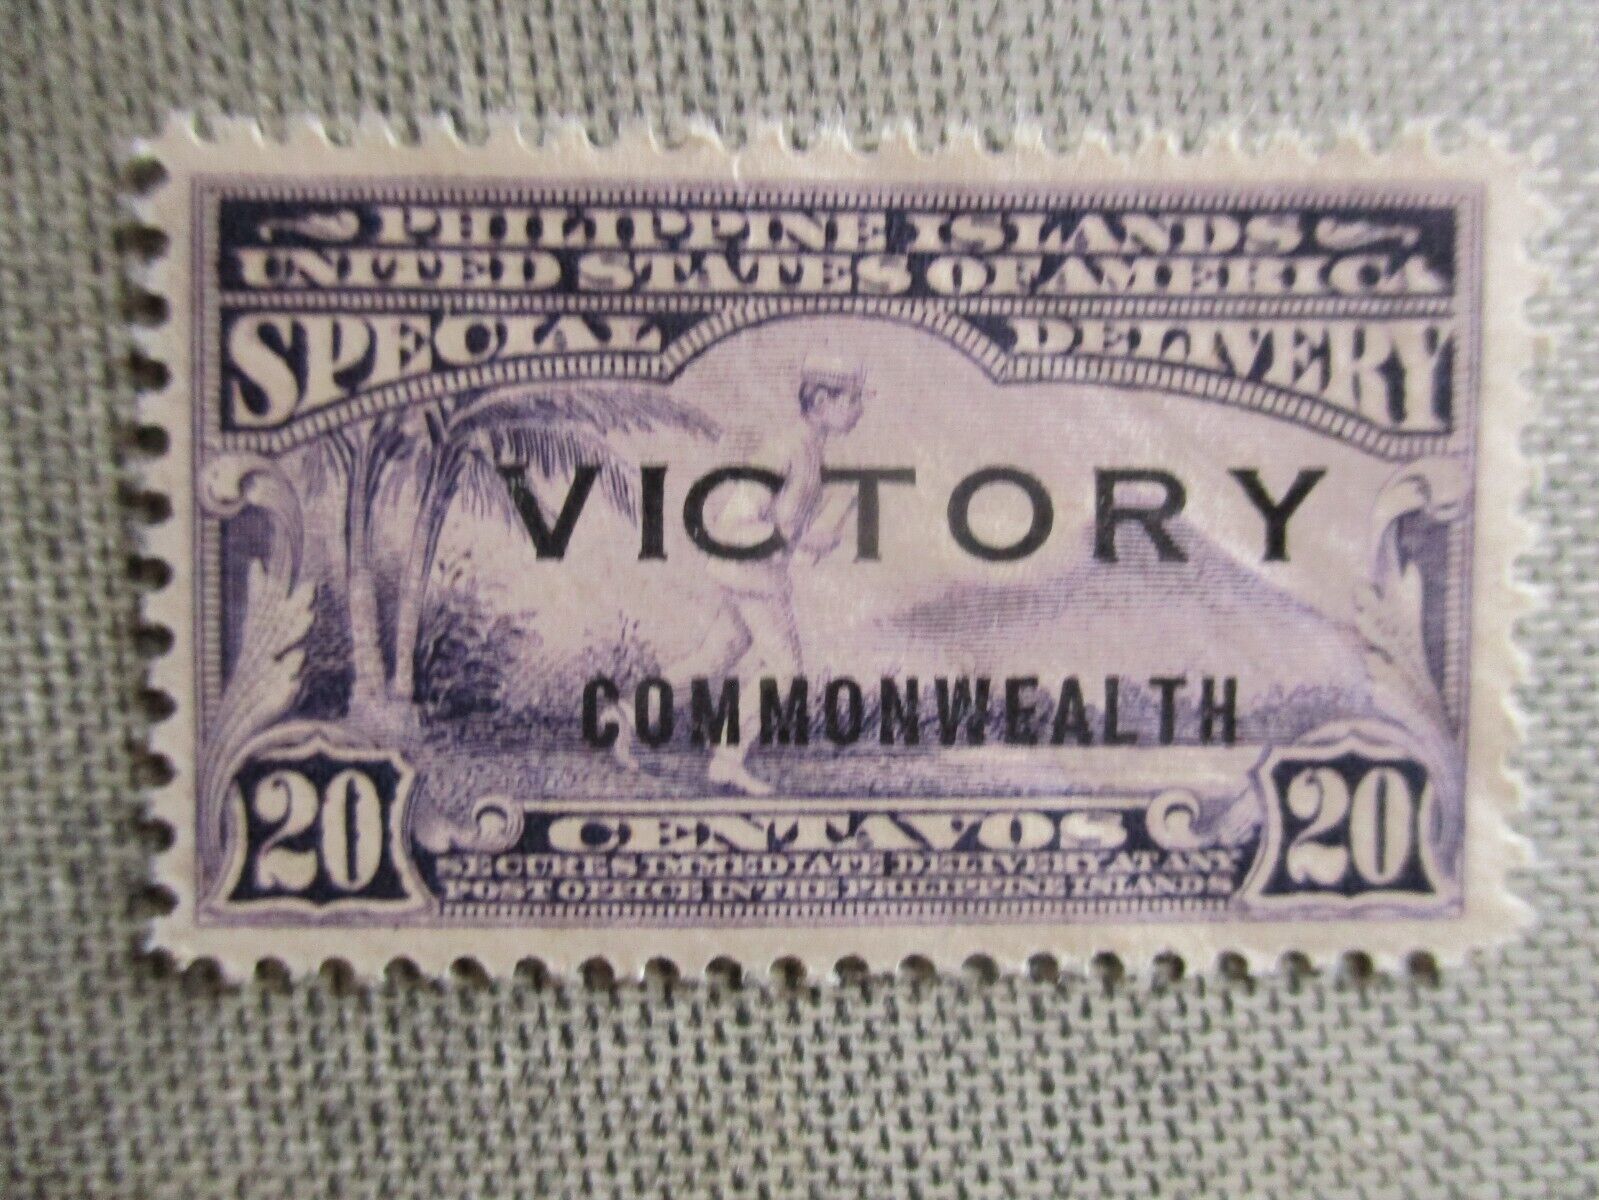 PHILIPPINE ISLANDS
UNITED STATES OF AMERICA
SPECIAL DELIVERY
VICTORY
COMMONWEALTH
20 CENTAVOS 20
SECURES IMMEDIATE DELIVERY AT ANY
POST OFFICE IN THE PHILIPPINE ISLANDS